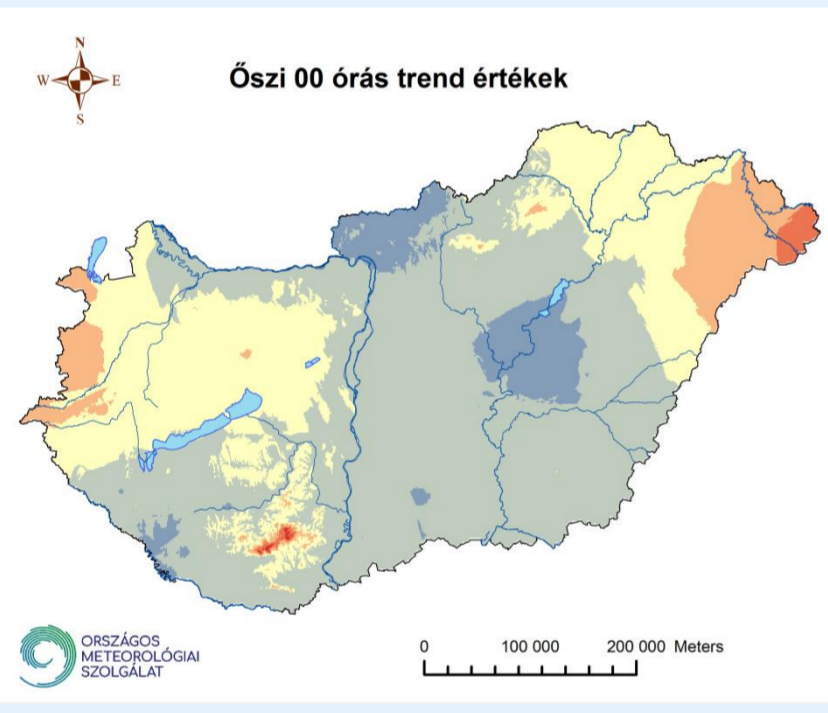 Őszi 00 órás trend értékek
N
W E
S
ORSZÁGOS
METEOROLÓGIAI
SZOLGÁLAT
0 100 000 200 000 Meters